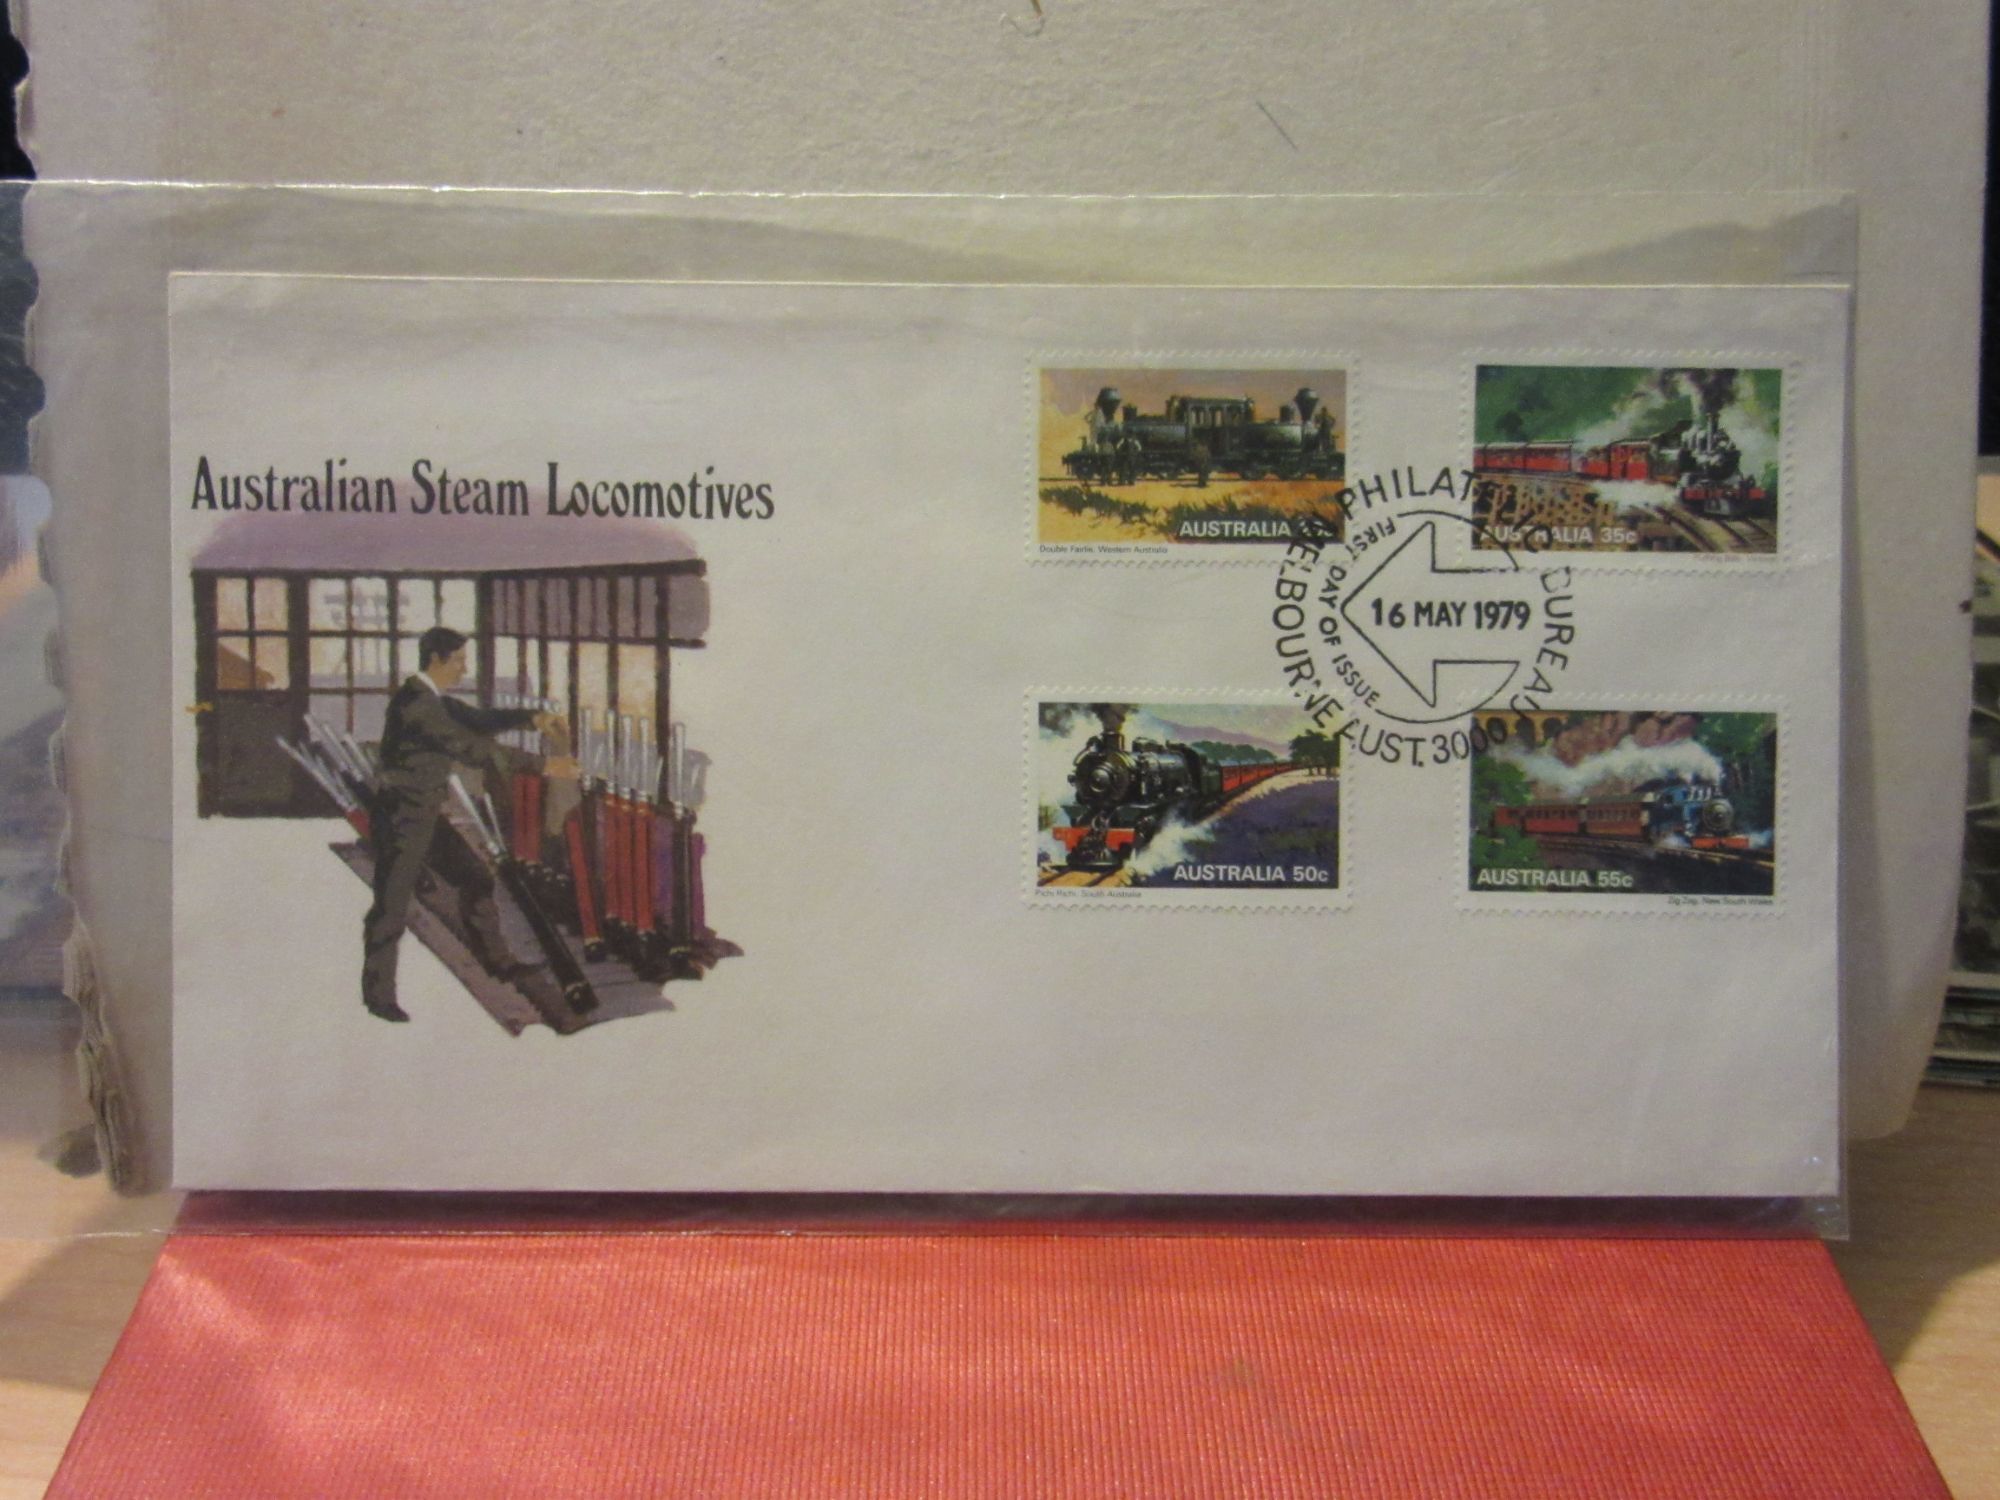 Australian Steam Locomotives
AUSTRALIA
Double Fairlie, Western Australia
AUSTRALIA 35c
PHILATELIC BUREAU
MELBOURNE AUST. 3000
FIRST DAY OF ISSUE
16 MAY 1979
AUSTRALIA 50c
Pichi Richi, South Australia
AUSTRALIA 55c
Zig Zag, New South Wales